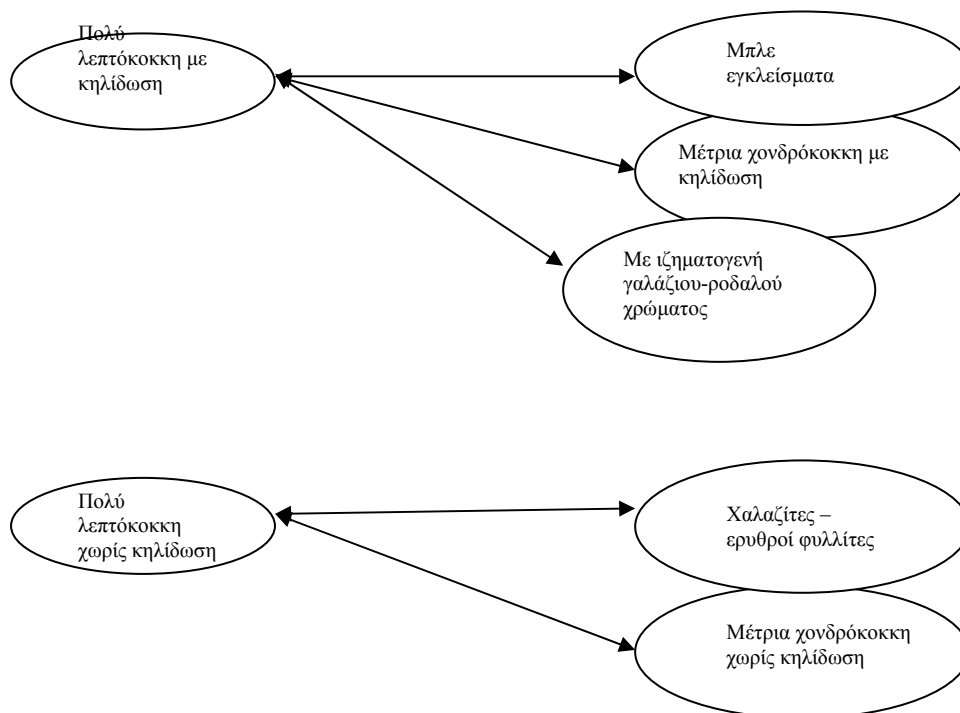 Πολύ
λεπτόκοκκη με
κηλίδωση
Μπλε
εγκλείσματα
Μέτρια χονδρόκοκκη με
κηλίδωση
Με ιζηματογενή
γαλάζιου-ροδαλού
χρώματος
Πολύ
λεπτόκοκκη
χωρίς κηλίδωση
Χαλαζίτες –
ερυθροί φυλλίτες
Μέτρια χονδρόκοκκη
χωρίς κηλίδωση